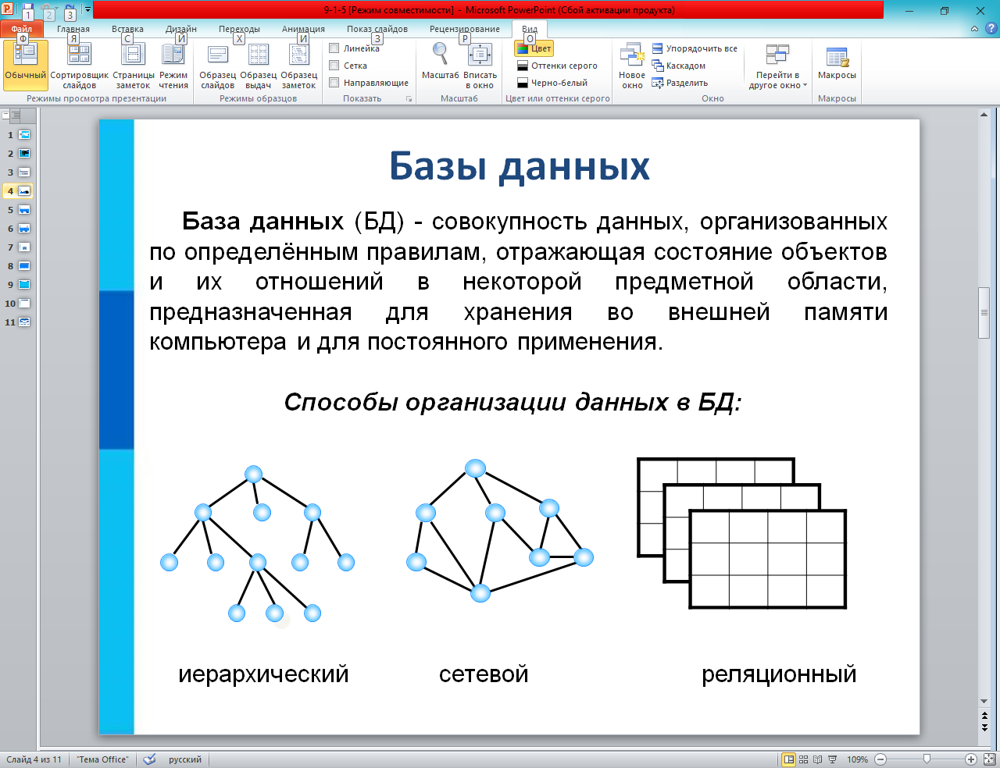 9-1-5 [Режим совместимости] - Microsoft PowerPoint (Сбой активации продукта)
1 2 3
Файл Главная Вставка Дизайн Переходы Анимация Показ слайдов Рецензирование Вид
Ф Я С Й Х И З Р О
Обычный
Сортировщик слайдов
Страницы заметок
Режим чтения
Режимы просмотра презентации
Образец слайдов
Образец выдач
Образец заметок
Режимы образцов
Линейка
Сетка
Направляющие
Показать
Масштаб
Вписать в окно
Масштаб
Цвет
Оттенки серого
Черно-белый
Цвет или оттенки серого
Новое окно
Упорядочить все
Каскадом
Разделить
Перейти в другое окно
Окно
Макросы
Макросы
1
2
3
4
5
6
7
8
9
10
11
Базы данных
База данных (БД) - совокупность данных, организованных
по определённым правилам, отражающая состояние объектов
и их отношений в некоторой предметной области,
предназначенная для хранения во внешней памяти
компьютера и для постоянного применения.
Способы организации данных в БД:
иерархический сетевой реляционный
Слайд 4 из 11 "Тема Office" русский 109%